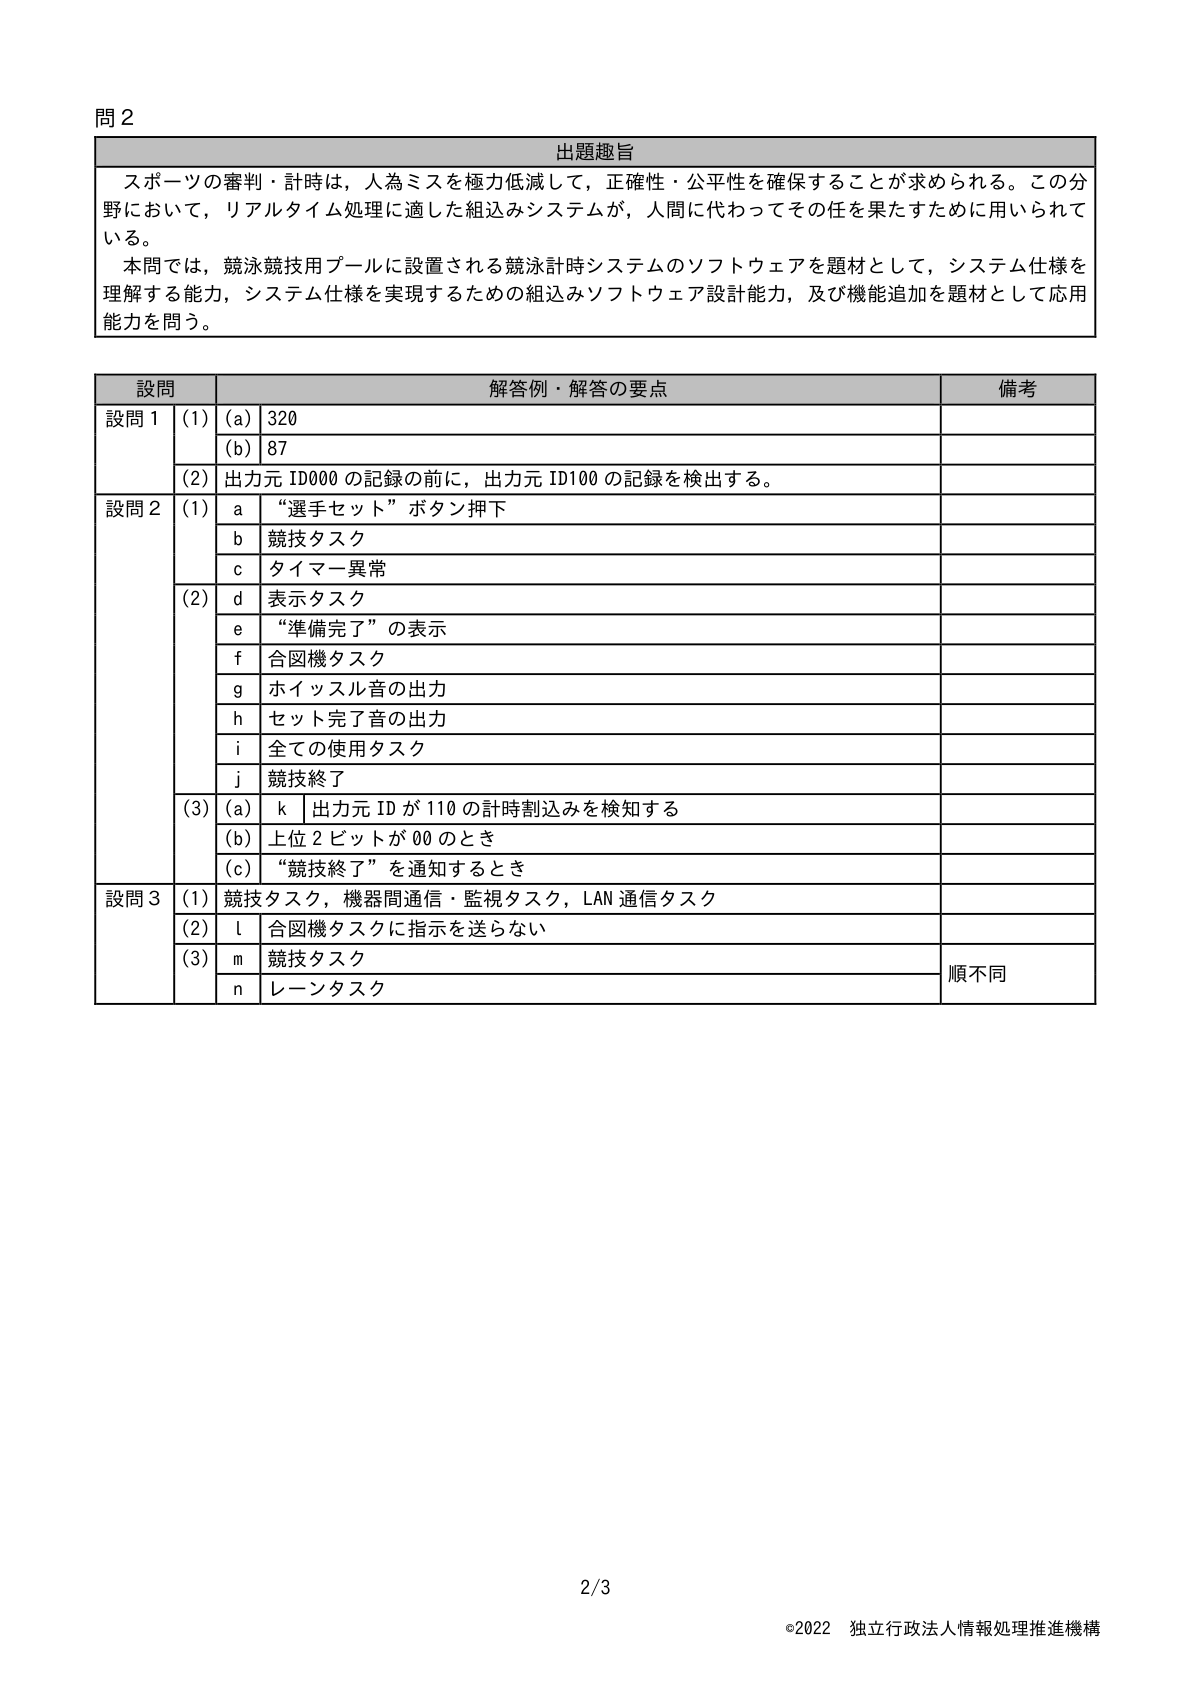 問２
出題趣旨
スポーツの審判・計時は，人為ミスを極力低減して，正確性・公平性を確保することが求められる。この分
野において，リアルタイム処理に適した組込みシステムが，人間に代わってその任を果たすために用いられて
いる。
本問では，競泳競技用プールに設置される競泳計時システムのソフトウェアを題材として，システム仕様を
理解する能力，システム仕様を実現するための組込みソフトウェア設計能力，及び機能追加を題材として応用
能力を問う。
設問 解答例・解答の要点 備考
設問１ (1) (a) 320
(b) 87
(2) 出力元 ID000 の記録の前に，出力元 ID100 の記録を検出する。
設問２ (1) a “選手セット”ボタン押下
b 競技タスク
c タイマー異常
(2) d 表示タスク
e “準備完了”の表示
f 合図機タスク
g ホイッスル音の出力
h セット完了音の出力
i 全ての使用タスク
j 競技終了
(3) (a) k 出力元 ID が 110 の計時割込みを検知する
(b) 上位 2 ビットが 00 のとき
(c) “競技終了”を通知するとき
設問３ (1) 競技タスク，機器間通信・監視タスク，LAN 通信タスク
(2) l 合図機タスクに指示を送らない
(3) m 競技タスク 順不同
n レーンタスク
2/3
©2022　独立行政法人情報処理推進機構